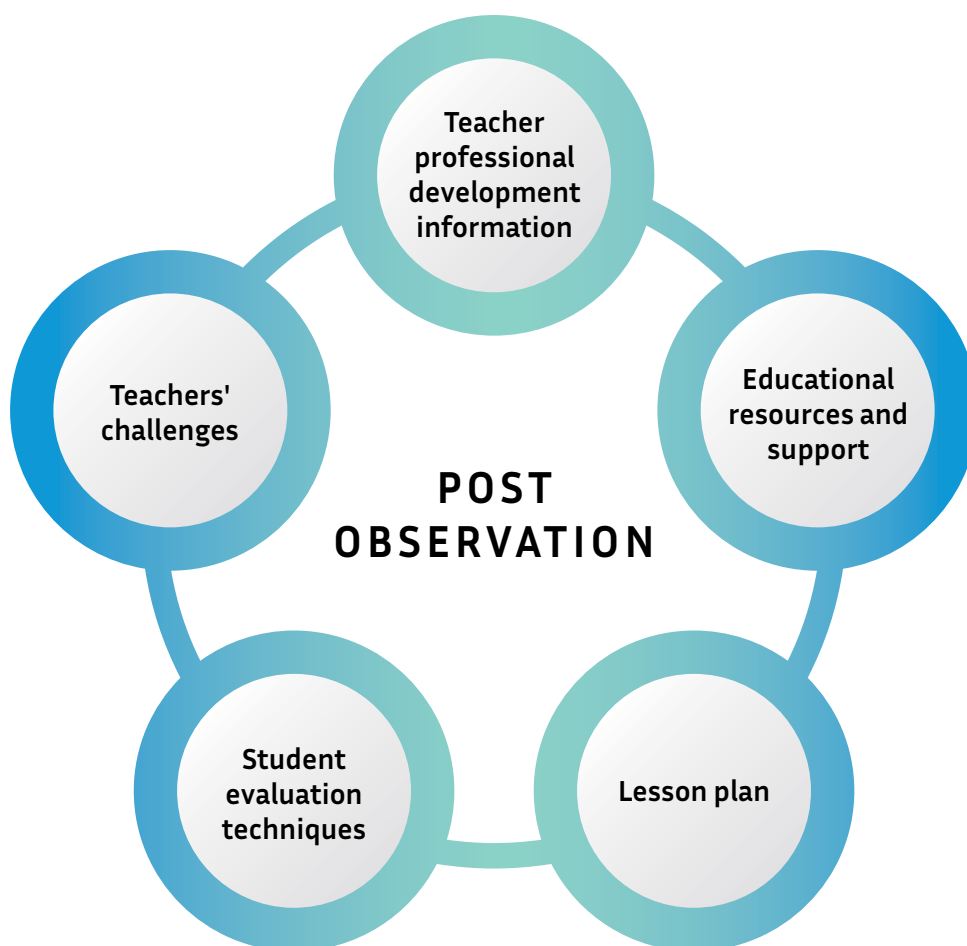 Teacher
professional
development
information
Educational
resources and
support
Lesson plan
Student
evaluation
techniques
Teachers'
challenges
POST
OBSERVATION